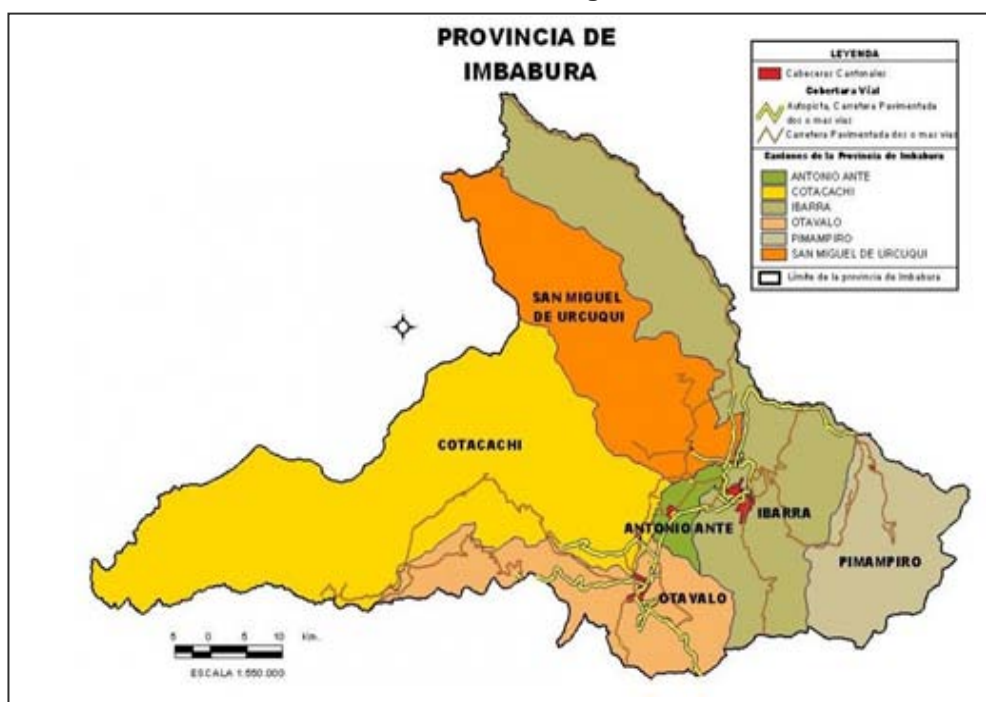 PROVINCIA DE
IMBABURA
LEYENDA
Cabeceras Cantonales
Cobertura Vial
Autopista, Carretera Pavimentada
dos o mas vias
Carretera Pavimentada dos o mas vias
Cantones de la Provincia de Imbabura
ANTONIO ANTE
COTACACHI
IBARRA
OTAVALO
PIMAMPIRO
SAN MIGUEL DE URCUQUI
Límite de la provincia de Imbabura
SAN MIGUEL
DE URCUQUI
COTACACHI
ANTONIO ANTE
IBARRA
PIMAMPIRO
OTAVALO
5 0 5 10 km.
ESCALA 1:550.000